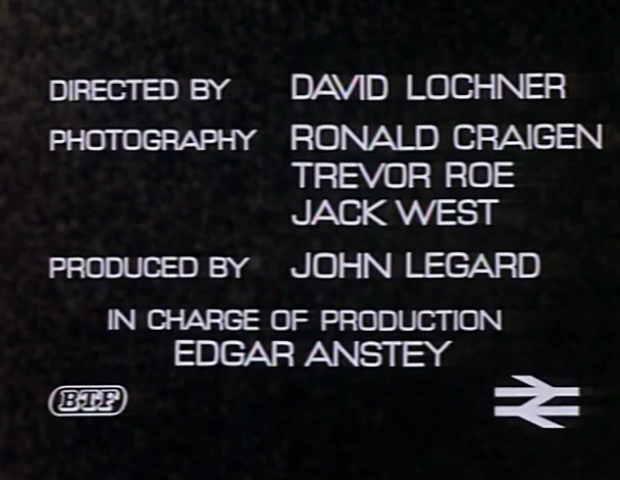 DIRECTED BY DAVID LOCHNER
PHOTOGRAPHY RONALD CRAIGEN
TREVOR ROE
JACK WEST
PRODUCED BY JOHN LEGARD
IN CHARGE OF PRODUCTION
EDGAR ANSTEY
B·T·F